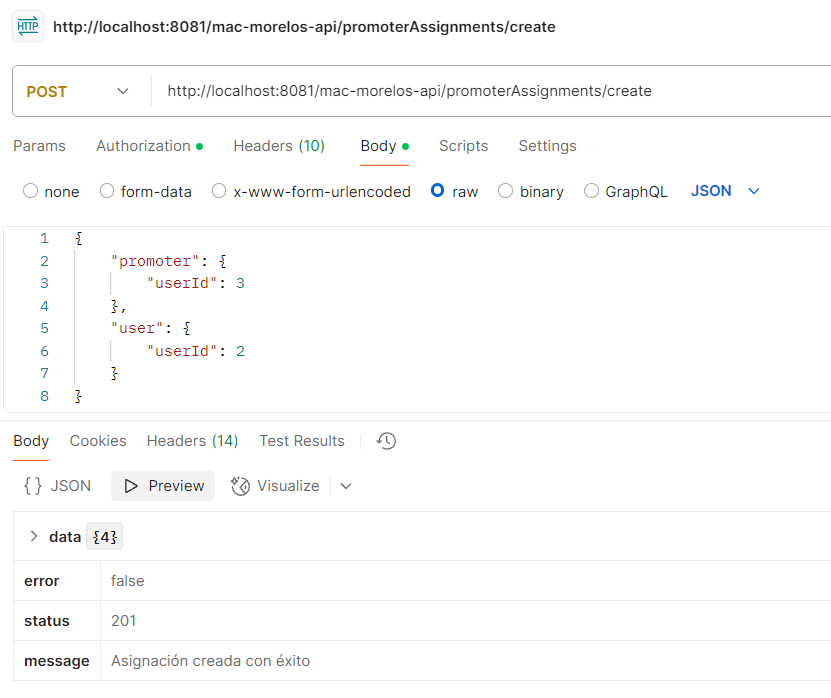 HTTP http://localhost:8081/mac-morelos-api/promoterAssignments/create
POST http://localhost:8081/mac-morelos-api/promoterAssignments/create
Params Authorization Headers (10) Body Scripts Settings
none form-data x-www-form-urlencoded raw binary GraphQL JSON
1 {
2 "promoter": {
3 "userId": 3
4 },
5 "user": {
6 "userId": 2
7 }
8 }
Body Cookies Headers (14) Test Results
{} JSON Preview Visualize
data {4}
error false
status 201
message Asignación creada con éxito